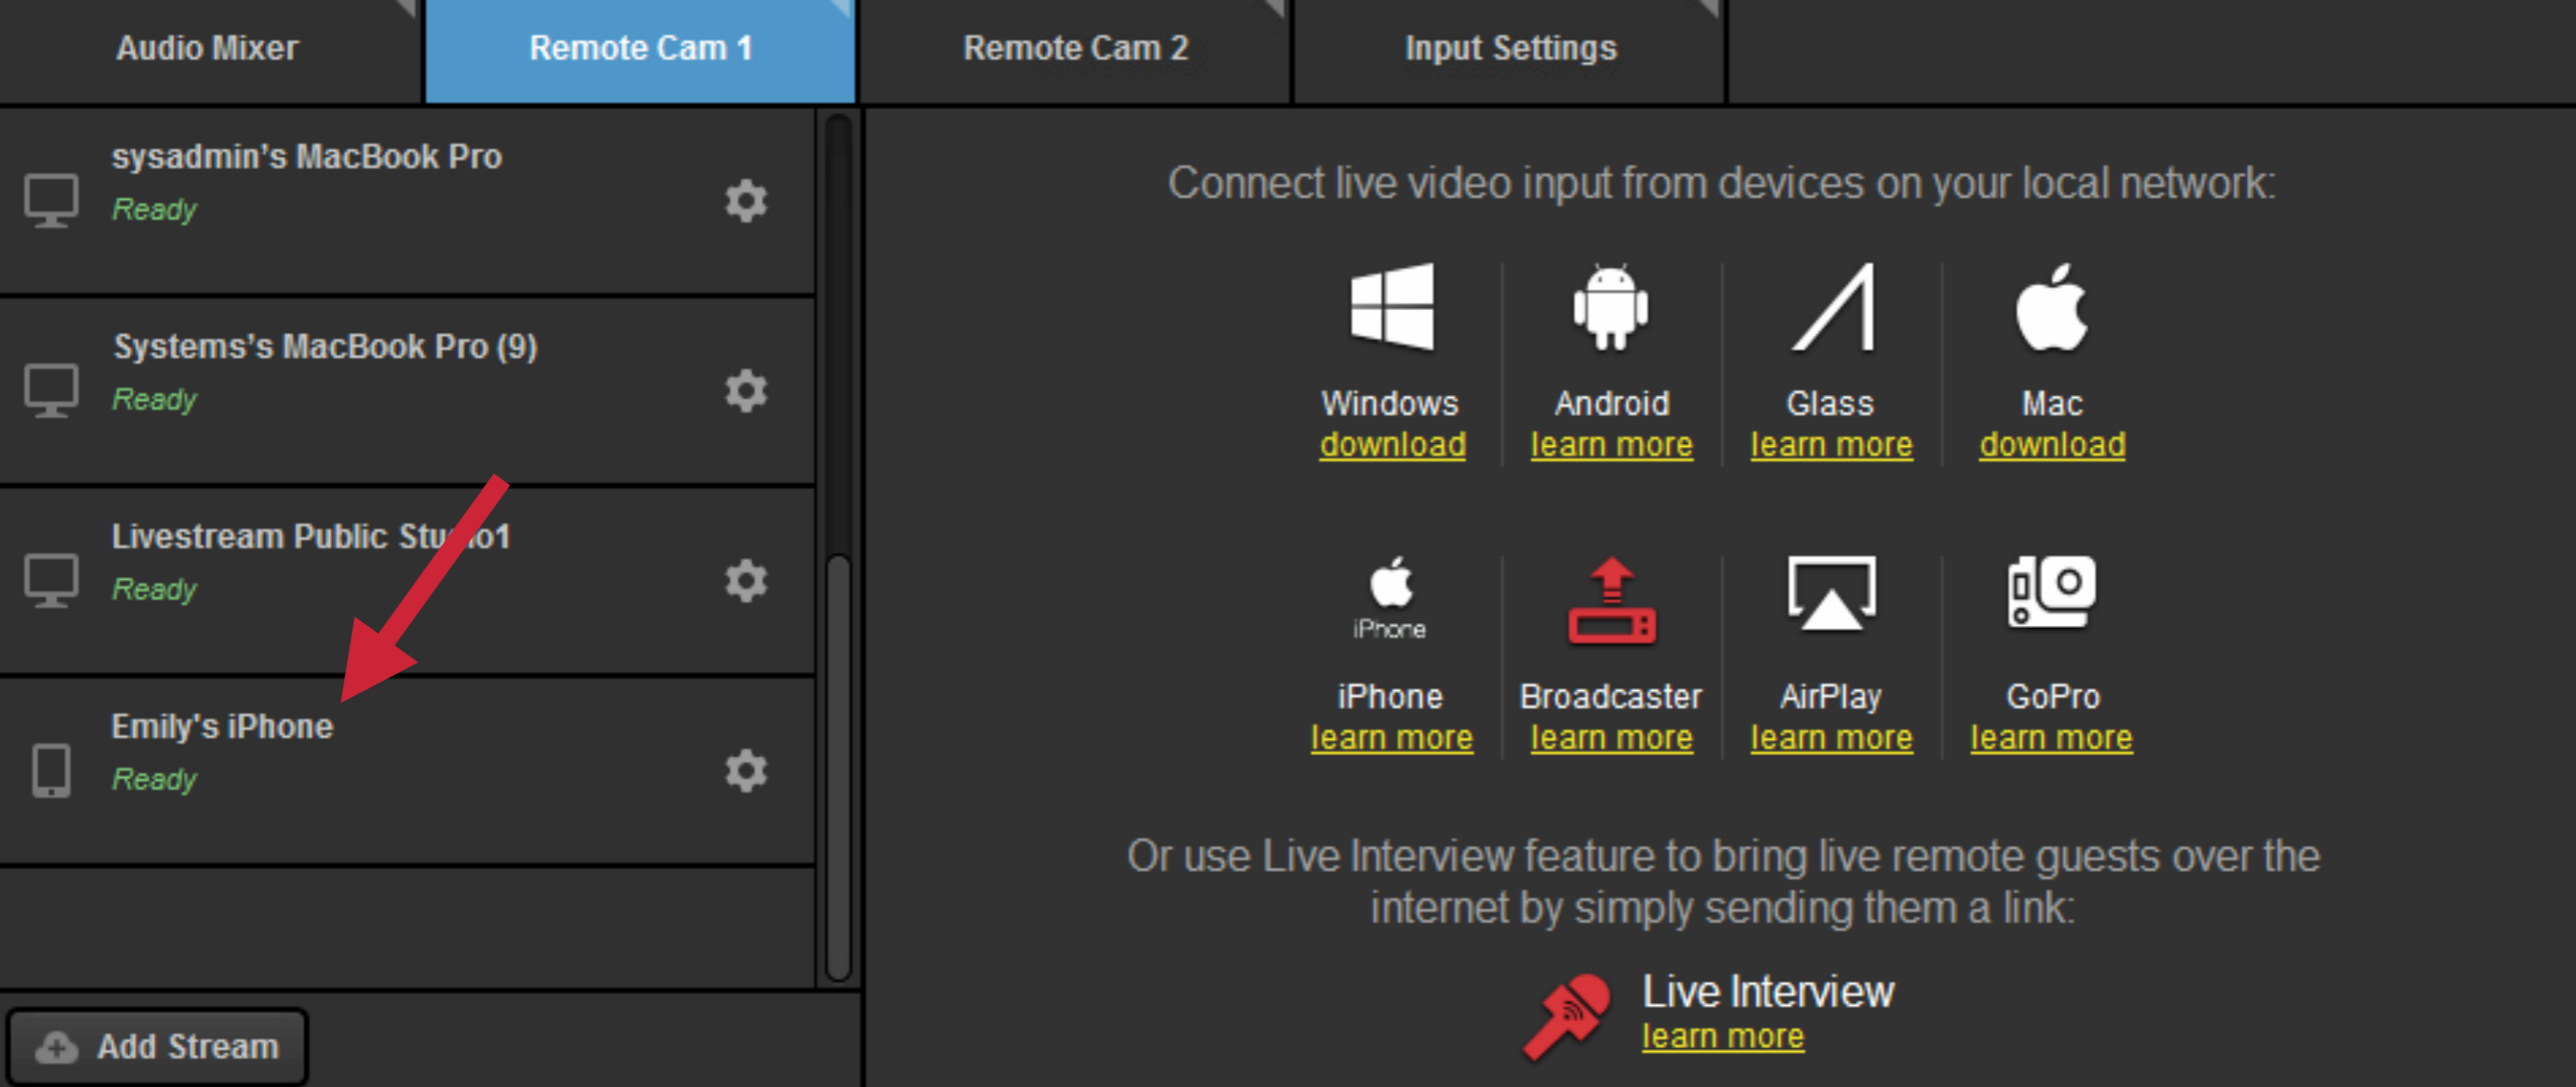 Audio Mixer
Remote Cam 1
Remote Cam 2
Input Settings
sysadmin's MacBook Pro
Ready
Systems's MacBook Pro (9)
Ready
Livestream Public Studio1
Ready
Emily's iPhone
Ready
Add Stream
Connect live video input from devices on your local network:
Windows
download
Android
learn more
Glass
learn more
Mac
download
iPhone
iPhone
learn more
Broadcaster
learn more
AirPlay
learn more
GoPro
learn more
Or use Live Interview feature to bring live remote guests over the
internet by simply sending them a link:
Live Interview
learn more